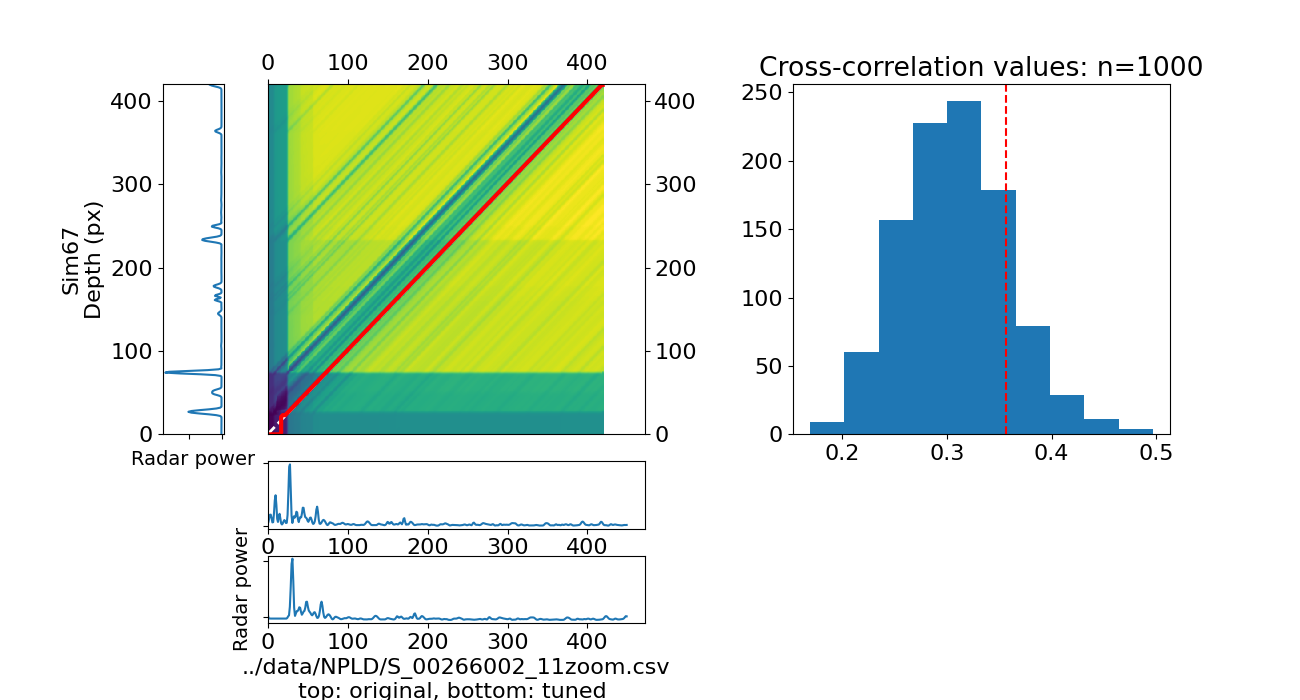 0 100 200 300 400
Cross-correlation values: n=1000
400
300
200
100
0
Sim67
Depth (px)
400
300
200
100
0
250
200
150
100
50
0
0.2 0.3 0.4 0.5
Radar power
0 100 200 300 400
Radar power
0 100 200 300 400
../data/NPLD/S_00266002_11zoom.csv
top: original, bottom: tuned